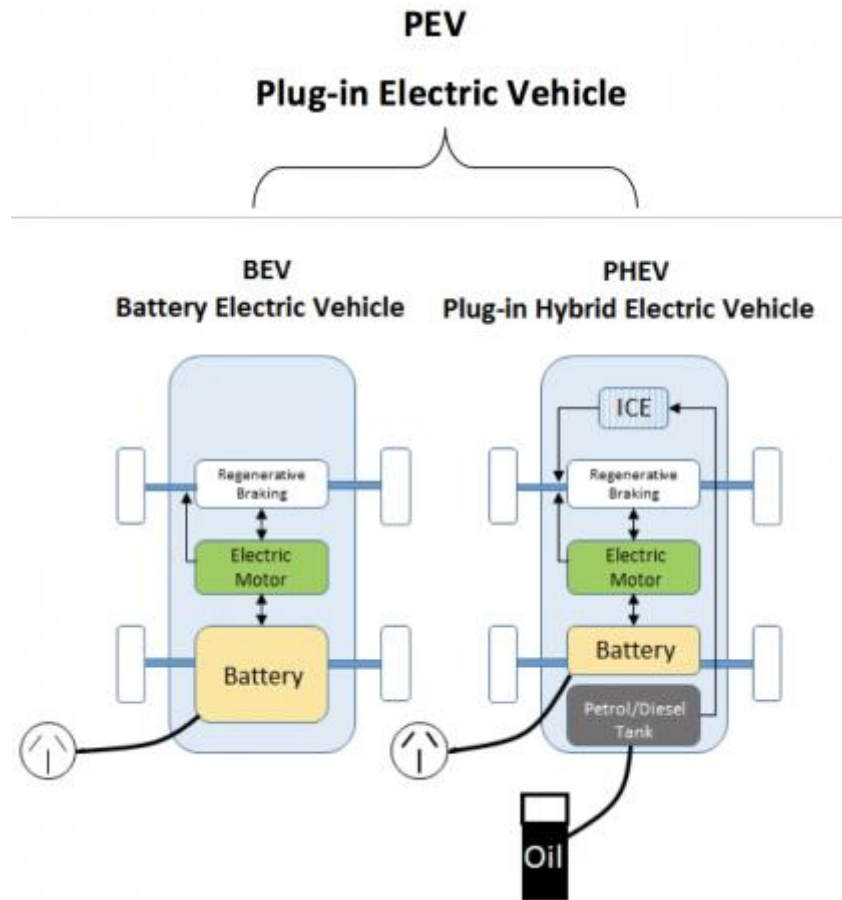 PEV
Plug-in Electric Vehicle
BEV
Battery Electric Vehicle
Regenerative
Braking
Electric
Motor
Battery
PHEV
Plug-in Hybrid Electric Vehicle
ICE
Regenerative
Braking
Electric
Motor
Battery
Petrol/Diesel
Tank
Oil